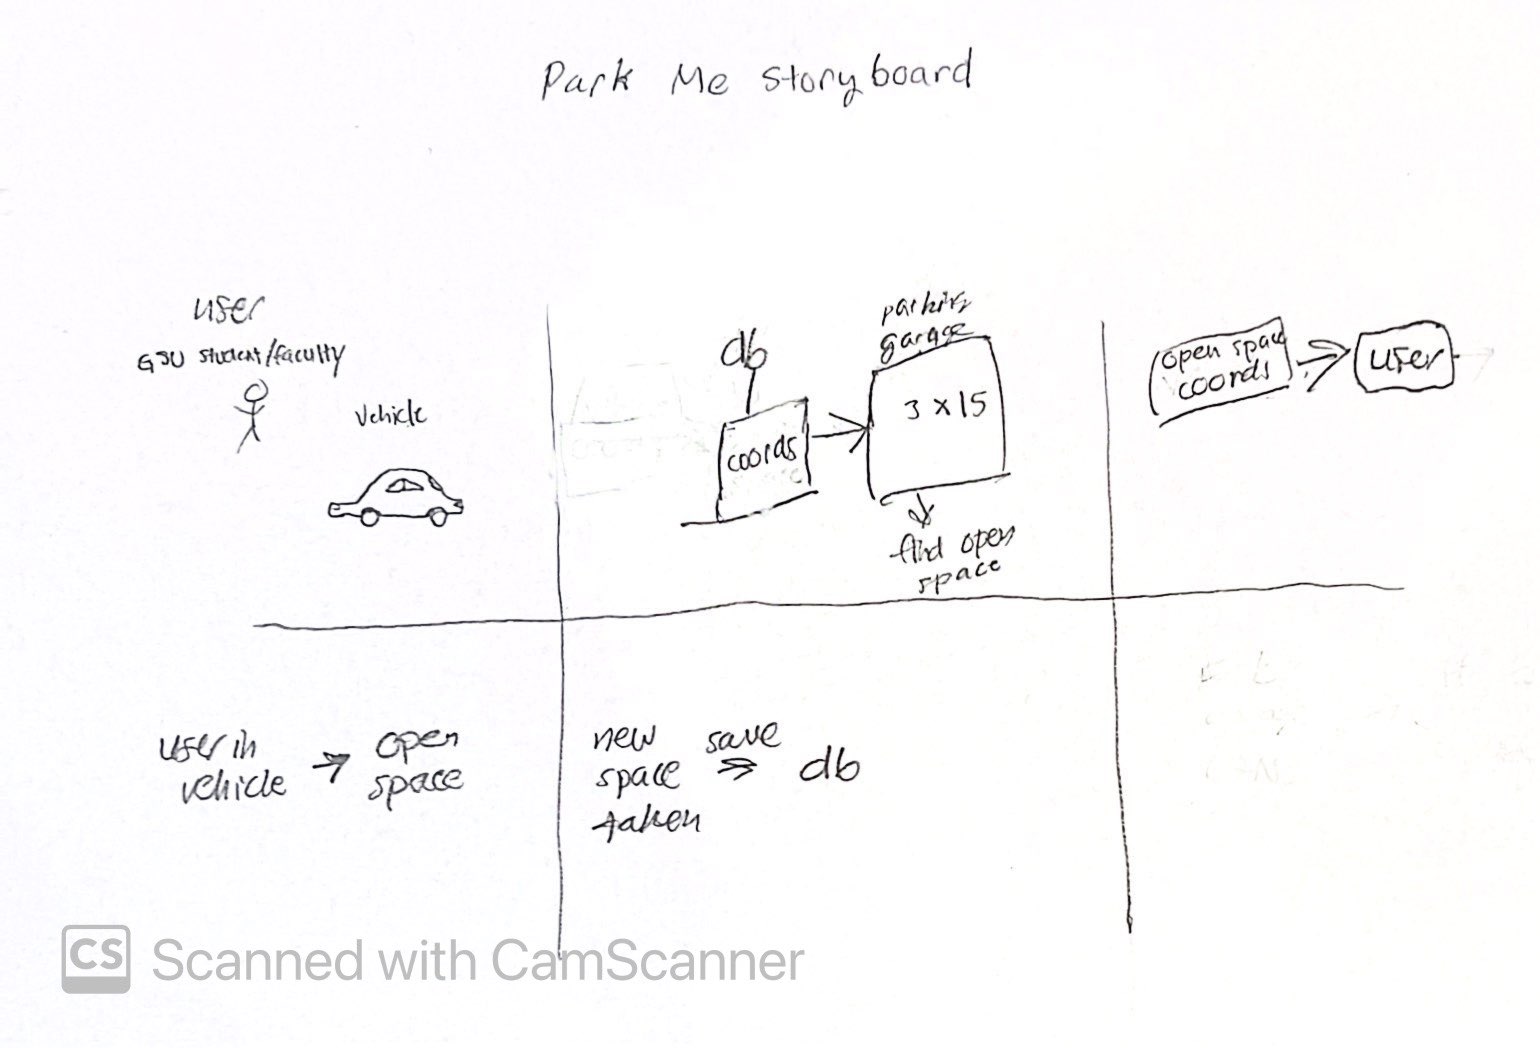 Park Me Storyboard
user
GSU student/faculty
vehicle
db
coords
parking
garage
3 x 15
find open
space
open space
coords
user
user in
vehicle
open
space
new
space
taken
save
db
CS Scanned with CamScanner